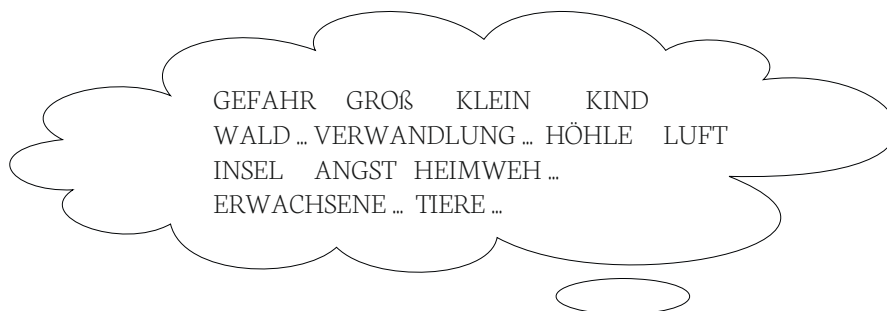 GEFAHR GROß KLEIN KIND
WALD ... VERWANDLUNG ... HÖHLE LUFT
INSEL ANGST HEIMWEH ...
ERWACHSENE ... TIERE ...